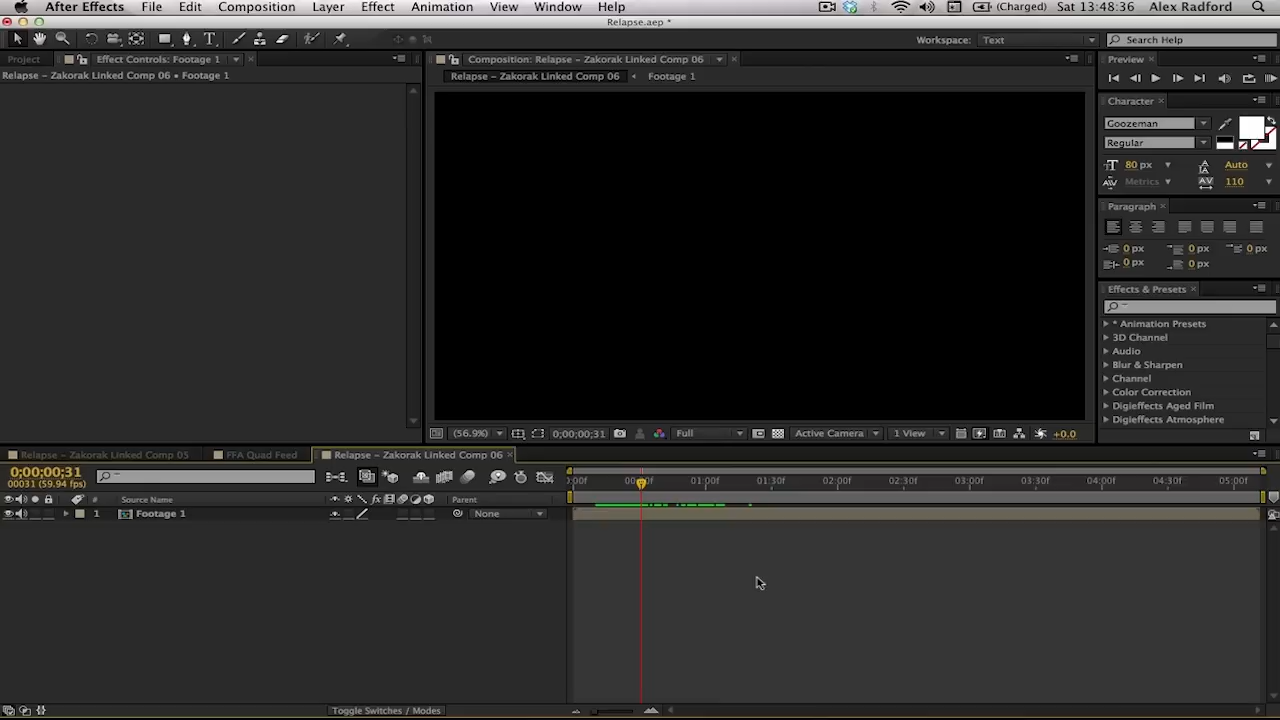 After Effects File Edit Composition Layer Effect Animation View Window Help (Charged) Sat 13:48:36 Alex Radford
Relapse.aep *
Workspace: Text Search Help
Project Effect Controls: Footage 1 Composition: Relapse – Zakorak Linked Comp 06 Preview
Relapse – Zakorak Linked Comp 06 • Footage 1 Relapse – Zakorak Linked Comp 06 Footage 1
Character
Goozeman
Regular
80 px Auto
Metrics 110
Paragraph
0 px 0 px 0 px
0 px 0 px
Effects & Presets
* Animation Presets
3D Channel
Audio
Blur & Sharpen
Channel
Color Correction
Digieffects Aged Film
Digieffects Atmosphere
(56.9%) 0;00;00;31 Full Active Camera 1 View +0.0
Relapse – Zakorak Linked Comp 05 FFA Quad Feed Relapse – Zakorak Linked Comp 06
0;00;00;31
00031 (59.94 fps)
01:00f 01:30f 02:00f 02:30f 03:00f 03:30f 04:00f 04:30f 05:00f
# Source Name Parent
1 Footage 1 None
Toggle Switches / Modes